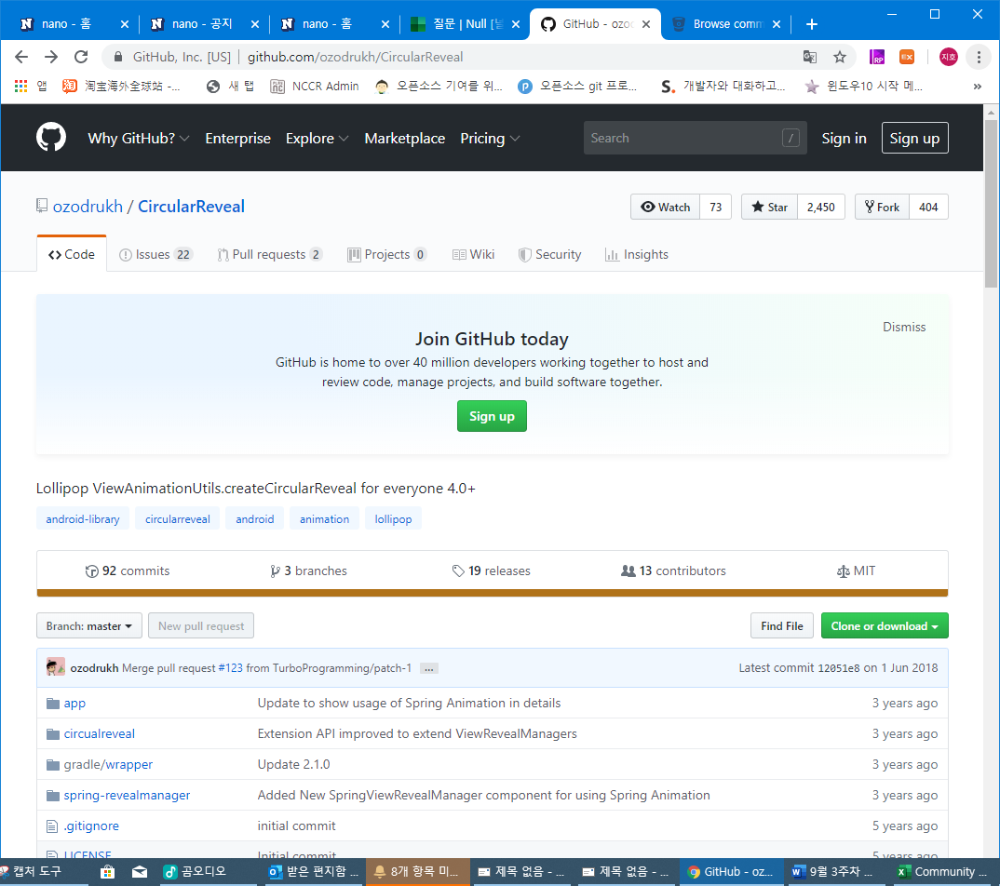 nano - 홈
nano - 공지
nano - 홈
질문 | Null [널
GitHub - ozod
Browse comm
GitHub, Inc. [US] | github.com/ozodrukh/CircularReveal
RP
지호
앱
淘 淘宝海外全球站 -...
새 탭
NCCR Admin
오픈소스 기여를 위...
오픈소스 git 프로...
S. 개발자와 대화하고...
윈도우10 시작 메...
»
Why GitHub?
Enterprise
Explore
Marketplace
Pricing
Search /
Sign in
Sign up
ozodrukh / CircularReveal
Watch 73
Star 2,450
Fork 404
Code
Issues 22
Pull requests 2
Projects 0
Wiki
Security
Insights
Dismiss
Join GitHub today
GitHub is home to over 40 million developers working together to host and
review code, manage projects, and build software together.
Sign up
Lollipop ViewAnimationUtils.createCircularReveal for everyone 4.0+
android-library
circularreveal
android
animation
lollipop
92 commits
3 branches
19 releases
13 contributors
MIT
Branch: master
New pull request
Find File
Clone or download
ozodrukh Merge pull request #123 from TurboProgramming/patch-1 ...
Latest commit 12051e8 on 1 Jun 2018
app Update to show usage of Spring Animation in details 3 years ago
circualreveal Extension API improved to extend ViewRevealManagers 3 years ago
gradle/wrapper Update 2.1.0 3 years ago
spring-revealmanager Added New SpringViewRevealManager component for using Spring Animation 3 years ago
.gitignore initial commit 5 years ago
LICENSE Initial commit 5 years ago
캡처 도구
곰오디오
받은 편지함 ...
8개 항목 미...
제목 없음 - ...
제목 없음 - ...
GitHub - oz...
9월 3주차 ...
Community ...